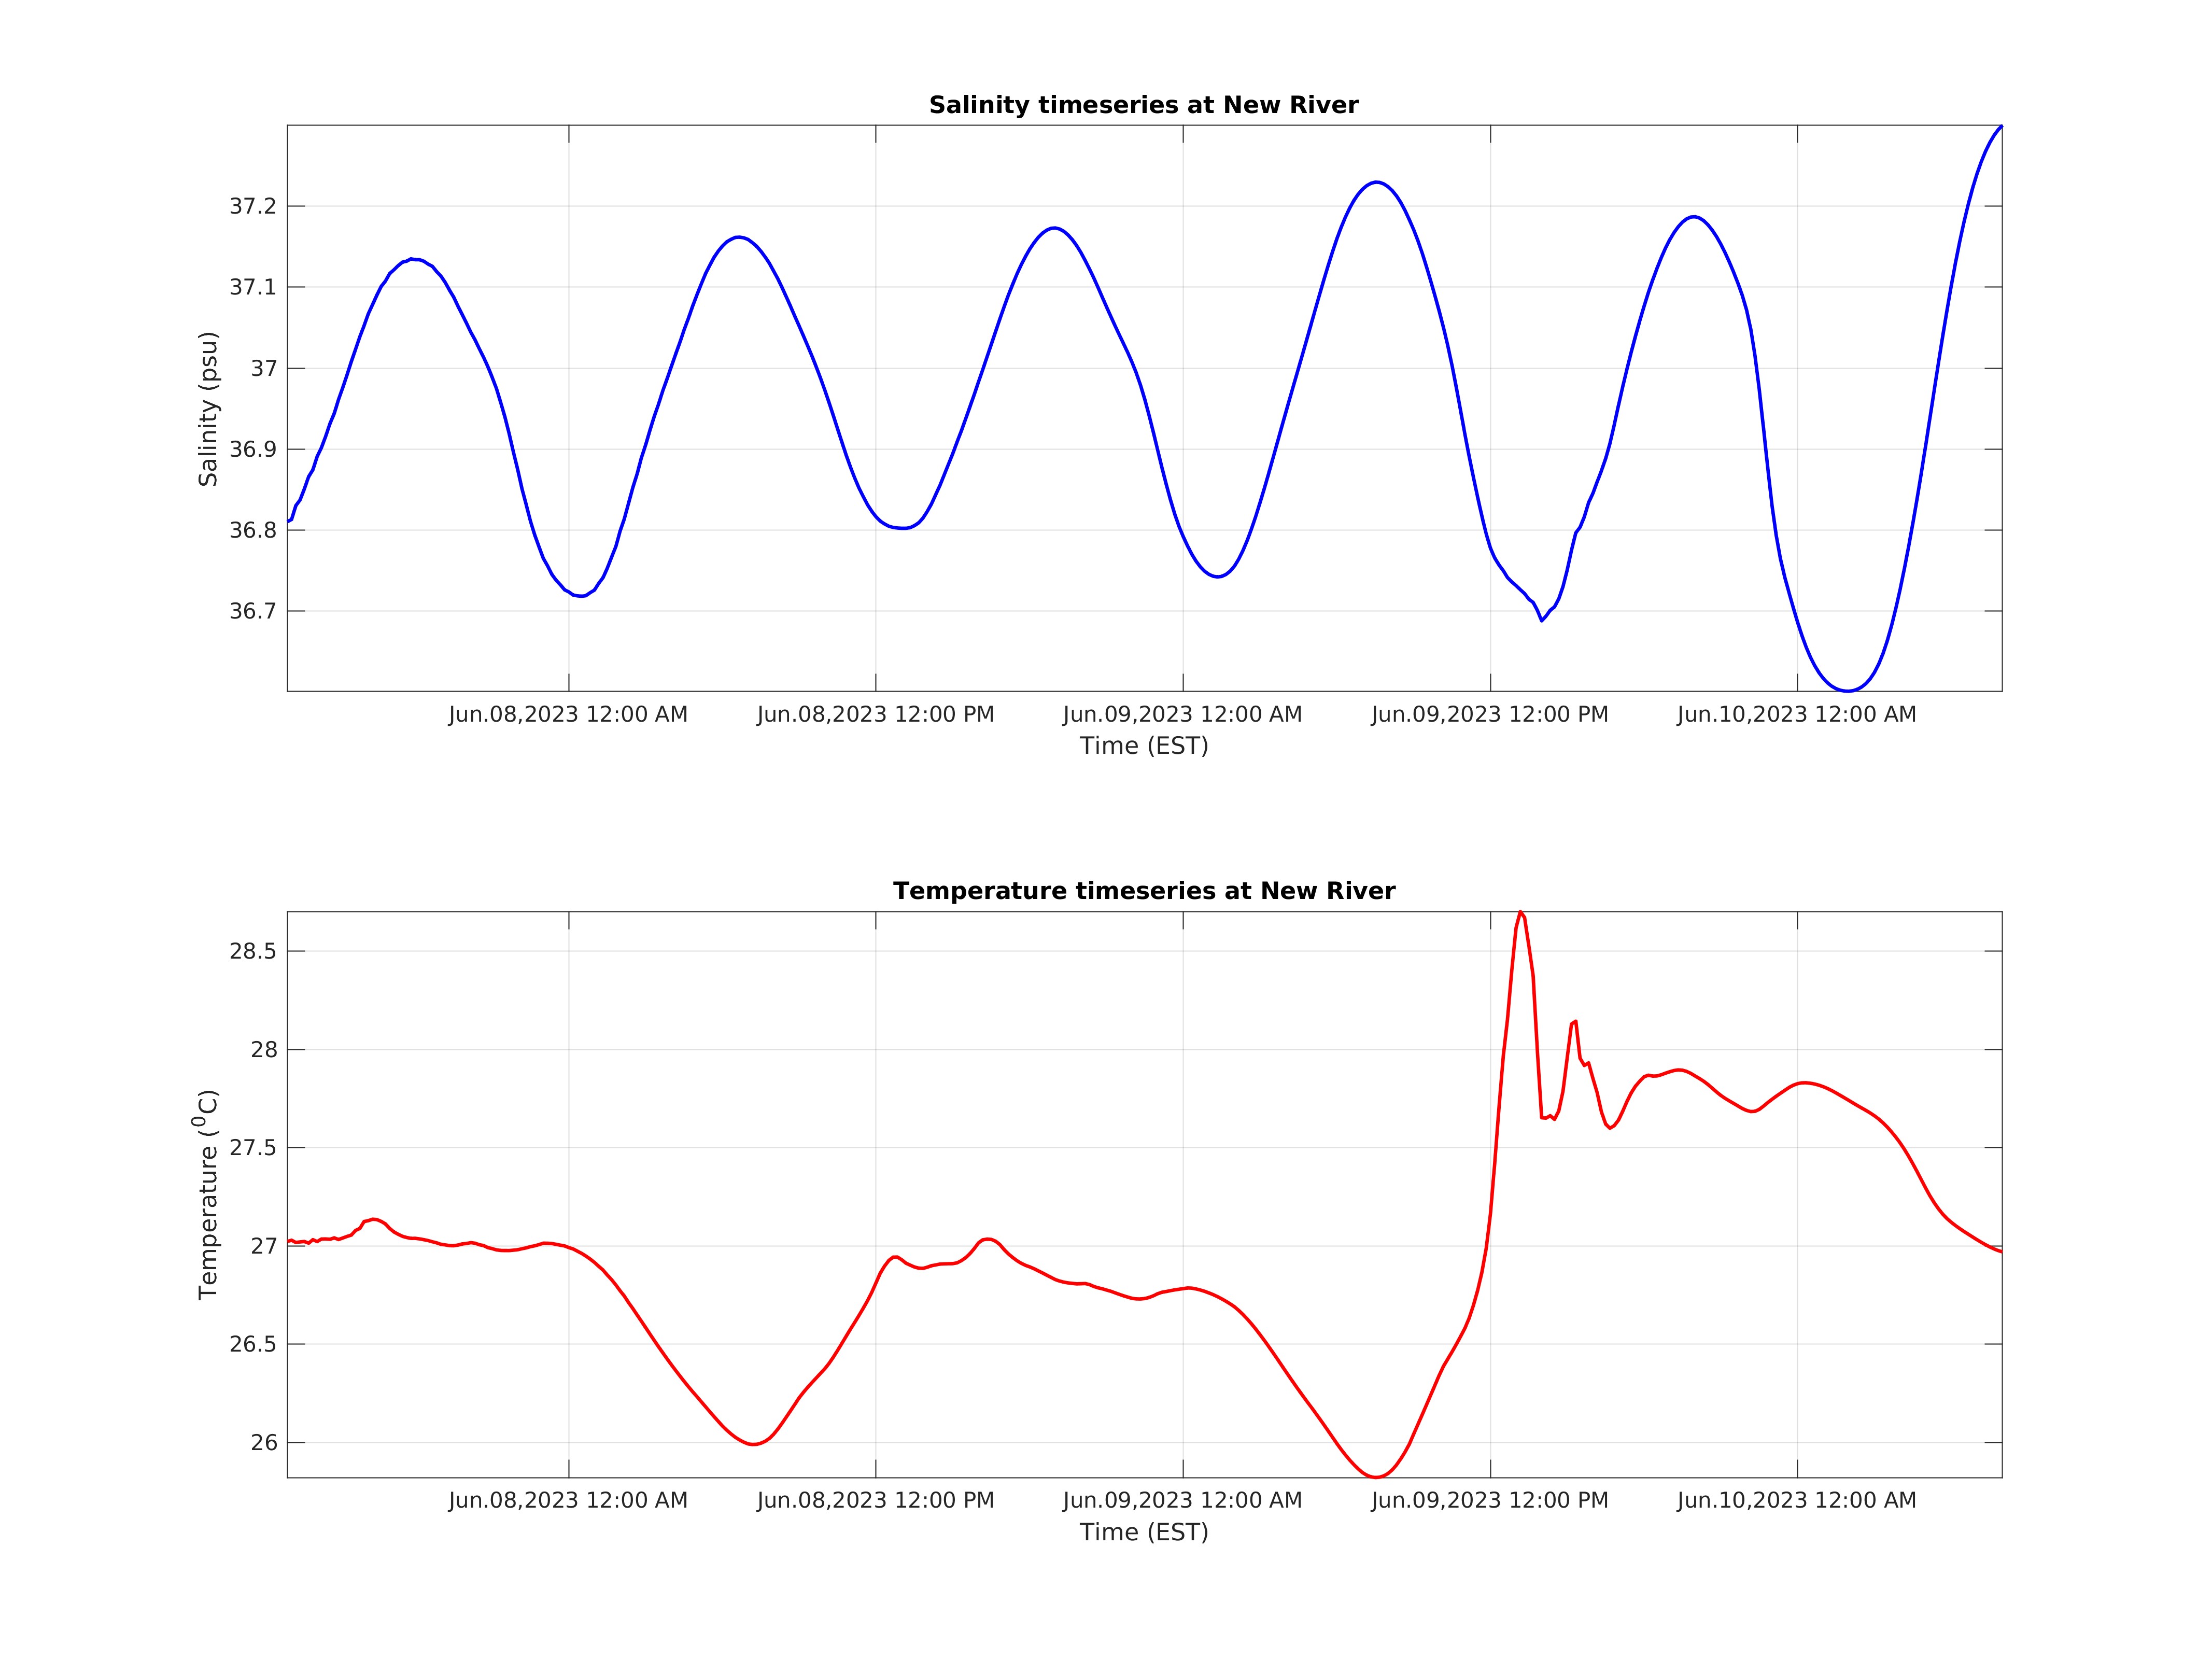 Salinity timeseries at New River
Salinity (psu)
37.2
37.1
37
36.9
36.8
36.7
Jun.08,2023 12:00 AM Jun.08,2023 12:00 PM Jun.09,2023 12:00 AM Jun.09,2023 12:00 PM Jun.10,2023 12:00 AM
Time (EST)
Temperature timeseries at New River
Temperature (⁰C)
28.5
28
27.5
27
26.5
26
Jun.08,2023 12:00 AM Jun.08,2023 12:00 PM Jun.09,2023 12:00 AM Jun.09,2023 12:00 PM Jun.10,2023 12:00 AM
Time (EST)